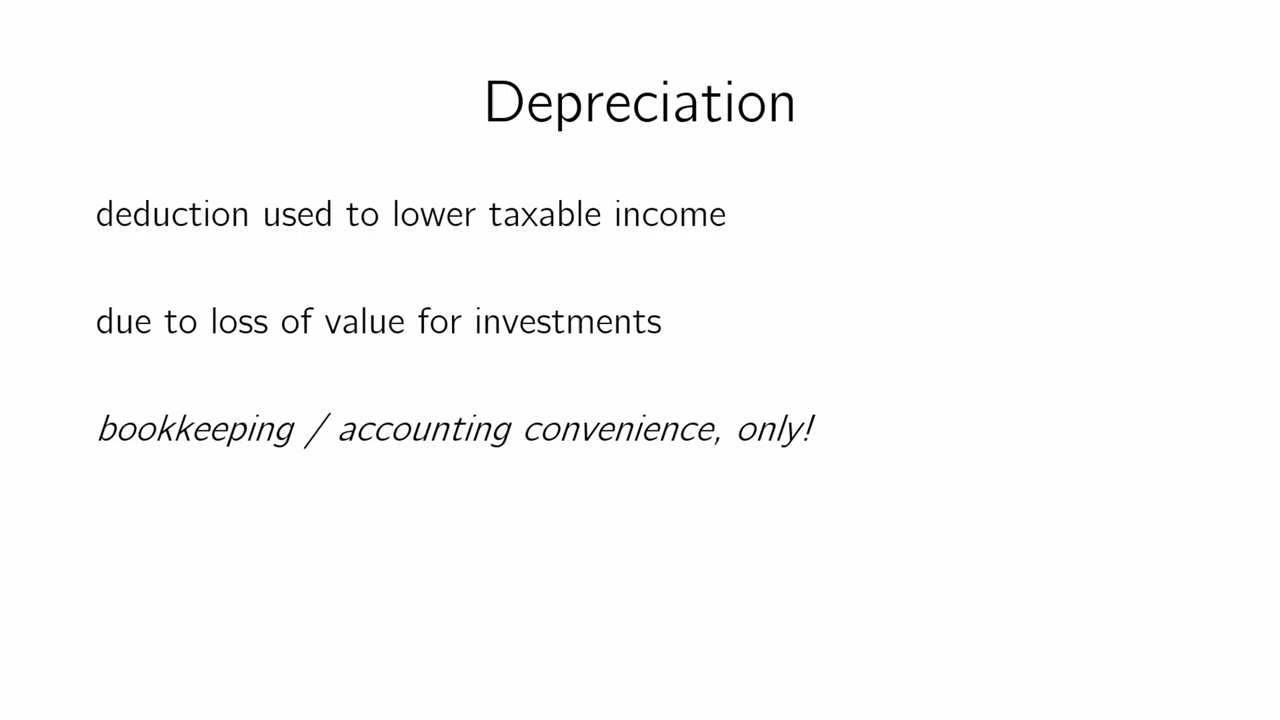 Depreciation
deduction used to lower taxable income
due to loss of value for investments
bookkeeping / accounting convenience, only!